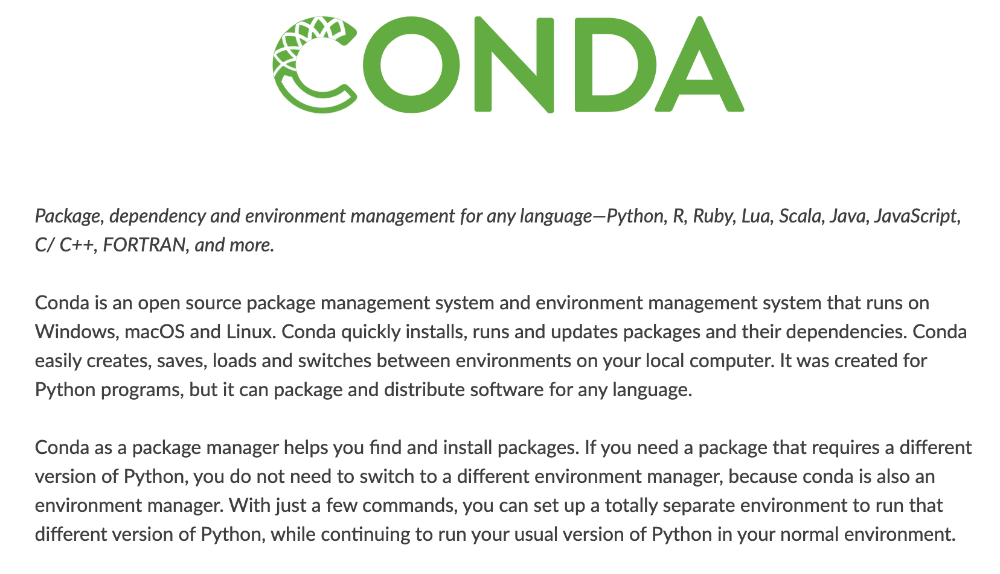 CONDA
Package, dependency and environment management for any language—Python, R, Ruby, Lua, Scala, Java, JavaScript,
C/ C++, FORTRAN, and more.
Conda is an open source package management system and environment management system that runs on
Windows, macOS and Linux. Conda quickly installs, runs and updates packages and their dependencies. Conda
easily creates, saves, loads and switches between environments on your local computer. It was created for
Python programs, but it can package and distribute software for any language.
Conda as a package manager helps you find and install packages. If you need a package that requires a different
version of Python, you do not need to switch to a different environment manager, because conda is also an
environment manager. With just a few commands, you can set up a totally separate environment to run that
different version of Python, while continuing to run your usual version of Python in your normal environment.